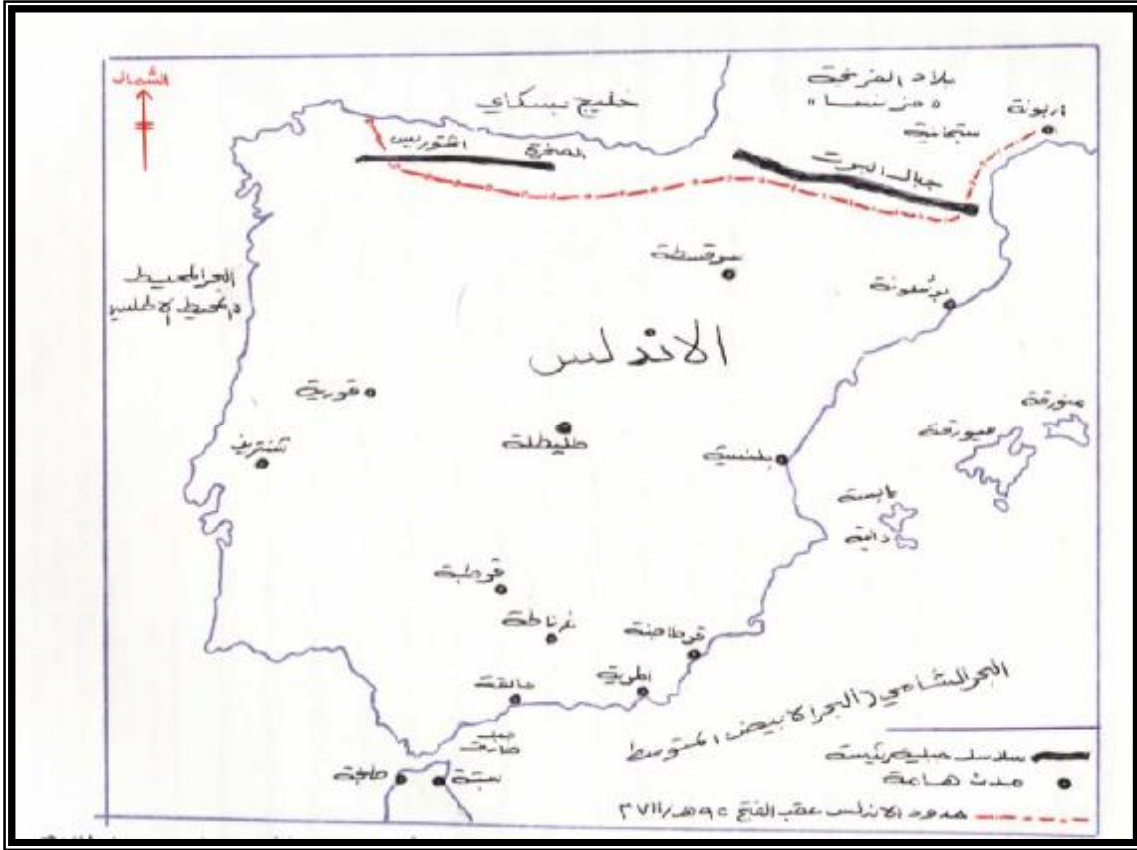 الشمال
خليج بسكاي
بلاد الفرنجة
"فرنسا"
سبتمانية
اربونة
اشتوريس
الصخرة
جبال البرت
البحر المحيط
المحيط الاطلسي
سرقسطة
برشلونة
الاندلس
قورية
طليطلة
شنترين
بلنسية
ميورقة
منورقة
يابسة
دانية
قرطبة
غرناطة
قرطاجنة
المرية
مالقة
جبل
طارق
سبتة
طنجة
البحر الشامي (البحر الابيض المتوسط
سلاسل جبلية رئيسة
مدن هامة
حدود الاندلس عقب الفتح